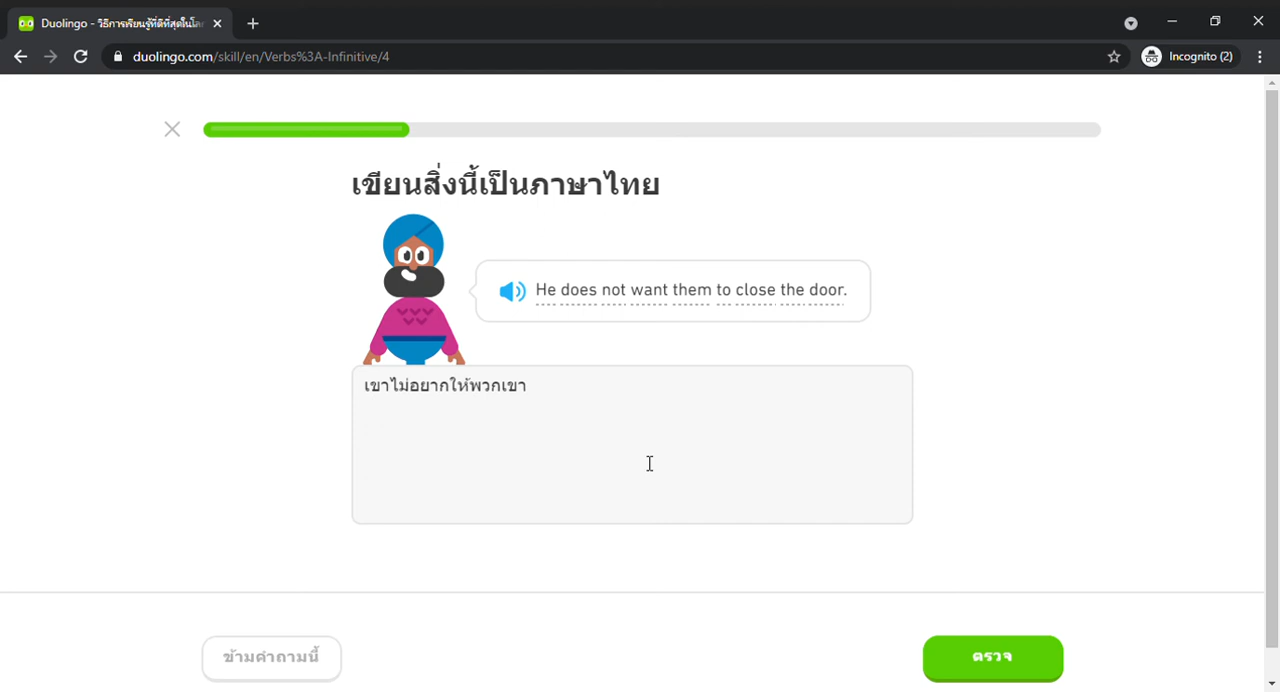 Duolingo - วิธีการเรียนรู้ที่ดีที่สุดในโล
duolingo.com/skill/en/Verbs%3A-Infinitive/4
Incognito (2)
เขียนสิ่งนี้เป็นภาษาไทย
He does not want them to close the door.
เขาไม่อยากให้พวกเขา
ข้ามคำถามนี้
ตรวจ